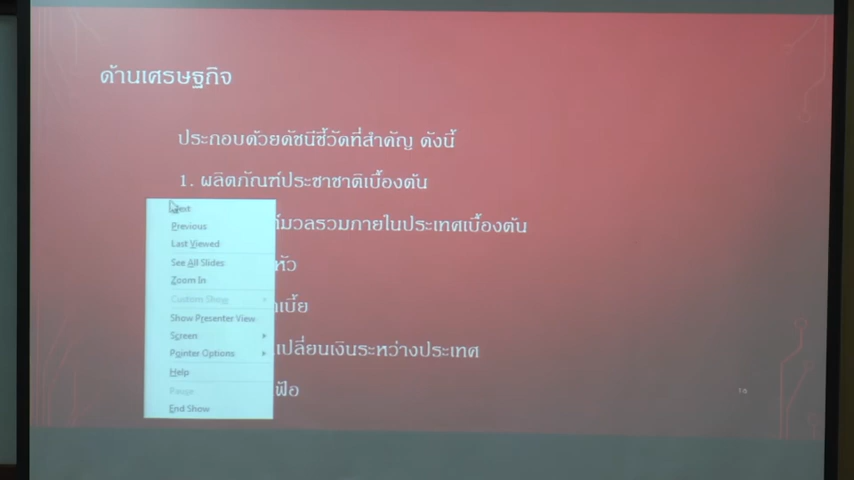 ด้านเศรษฐกิจ
ประกอบด้วยดัชนีชี้วัดที่สำคัญ ดังนี้
1. ผลิตภัณฑ์ประชาชาติเบื้องต้น
ฑ์มวลรวมภายในประเทศเบื้องต้น
หัว
เบี้ย
เปลี่ยนเงินระหว่างประเทศ
ฟ้อ
Next
Previous
Last Viewed
See All Slides
Zoom In
Custom Show
Show Presenter View
Screen
Pointer Options
Help
Pause
End Show
16